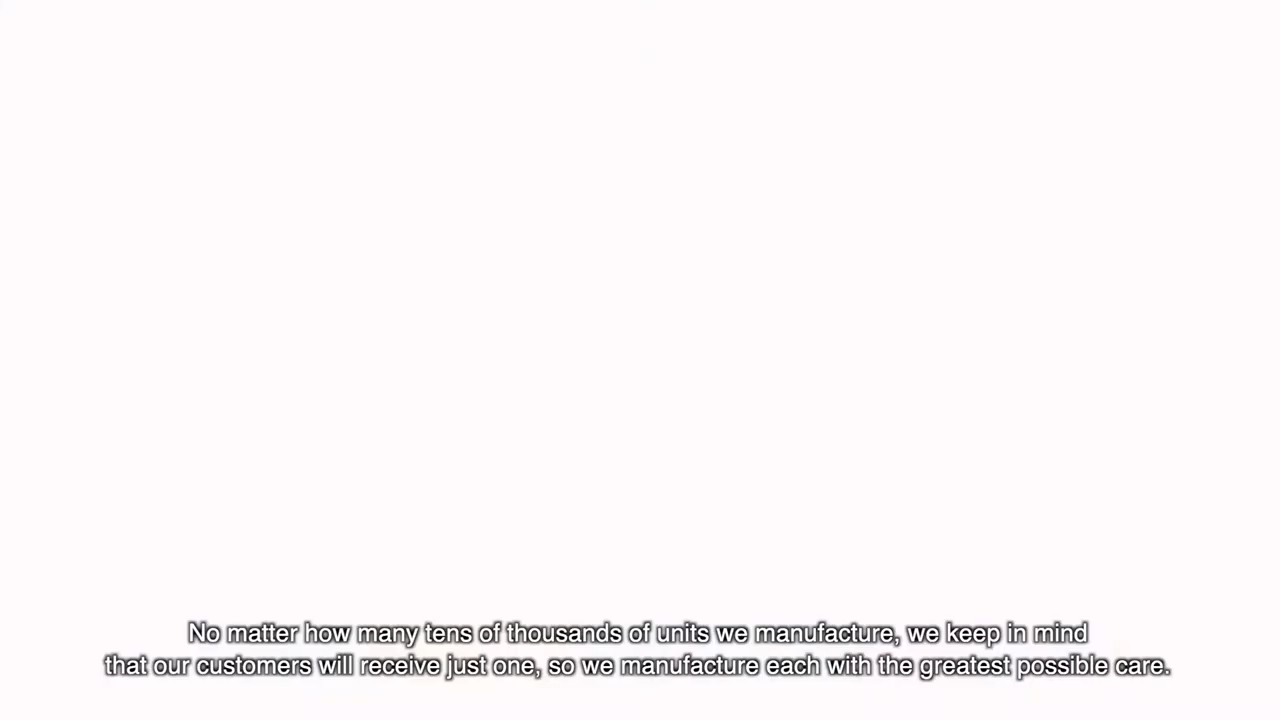 No matter how many tens of thousands of units we manufacture, we keep in mind
that our customers will receive just one, so we manufacture each with the greatest possible care.